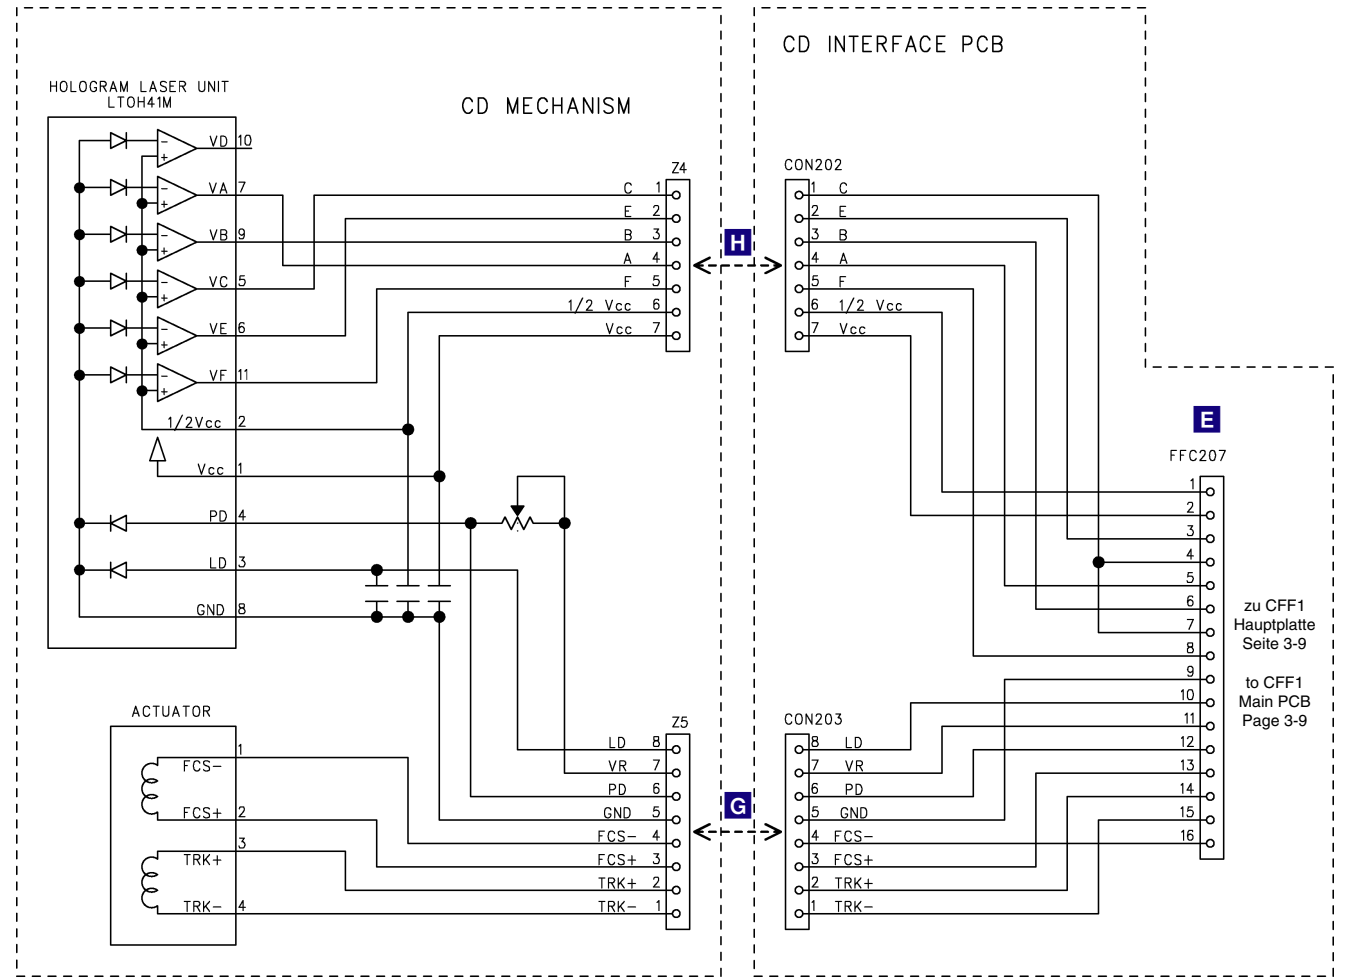 CD INTERFACE PCB
CD MECHANISM
HOLOGRAM LASER UNIT
LTOH41M
VD 10
VA 7
VB 9
VC 5
VE 6
VF 11
1/2Vcc 2
Vcc 1
PD 4
LD 3
GND 8
- +
- +
- +
- +
- +
- +
Z4
C 1
E 2
B 3
A 4
F 5
1/2 Vcc 6
Vcc 7
H
CON202
1 C
2 E
3 B
4 A
5 F
6 1/2 Vcc
7 Vcc
E
FFC207
1
2
3
4
5
6
7
8
9
10
11
12
13
14
15
16
zu CFF1
Hauptplatte
Seite 3-9
to CFF1
Main PCB
Page 3-9
ACTUATOR
1
FCS-
FCS+ 2
3
TRK+
TRK- 4
Z5
LD 8
VR 7
PD 6
GND 5
FCS- 4
FCS+ 3
TRK+ 2
TRK- 1
G
CON203
8 LD
7 VR
6 PD
5 GND
4 FCS-
3 FCS+
2 TRK+
1 TRK-